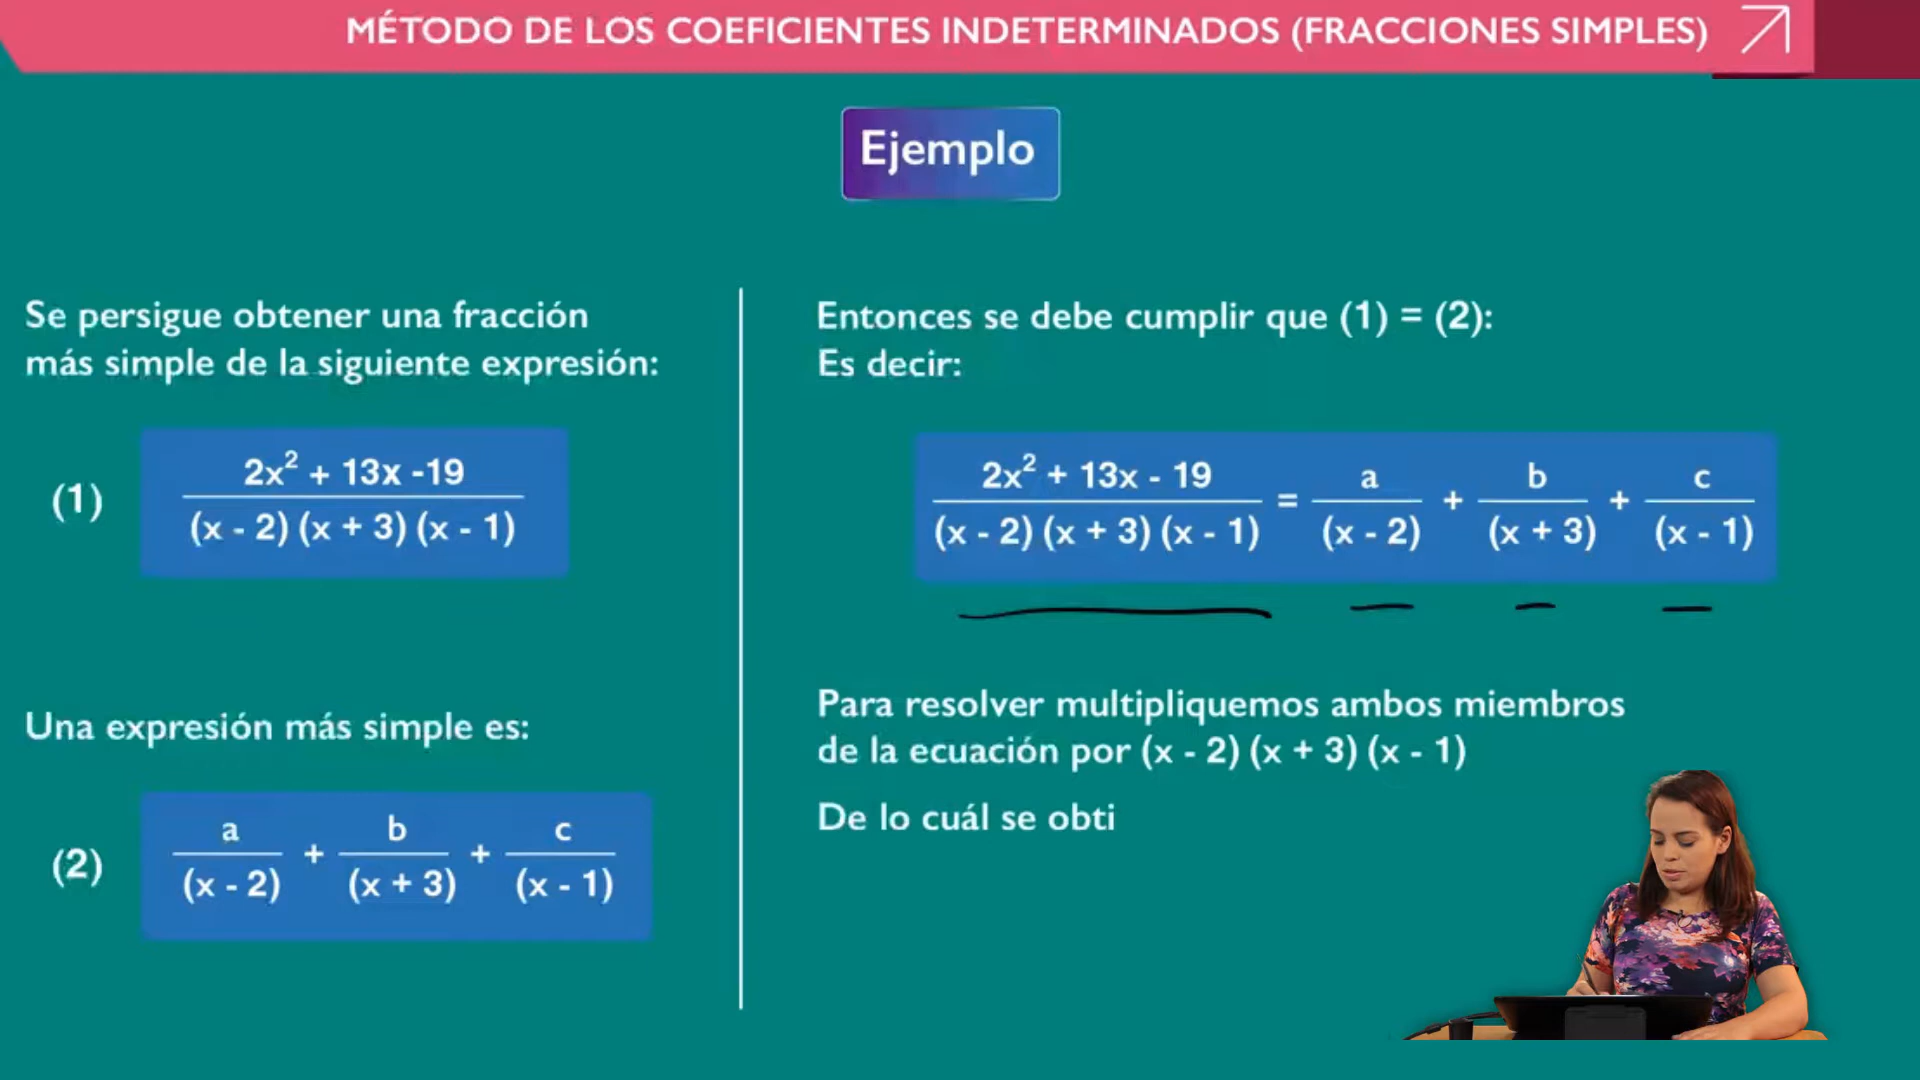 MÉTODO DE LOS COEFICIENTES INDETERMINADOS (FRACCIONES SIMPLES)
Ejemplo
Se persigue obtener una fracción
más simple de la siguiente expresión:
(1)
2x² + 13x -19
(x - 2) (x + 3) (x - 1)
Una expresión más simple es:
(2)
a + b + c
(x - 2) (x + 3) (x - 1)
Entonces se debe cumplir que (1) = (2):
Es decir:
2x² + 13x - 19 = a + b + c
(x - 2) (x + 3) (x - 1) (x - 2) (x + 3) (x - 1)
Para resolver multipliquemos ambos miembros
de la ecuación por (x - 2) (x + 3) (x - 1)
De lo cuál se obti